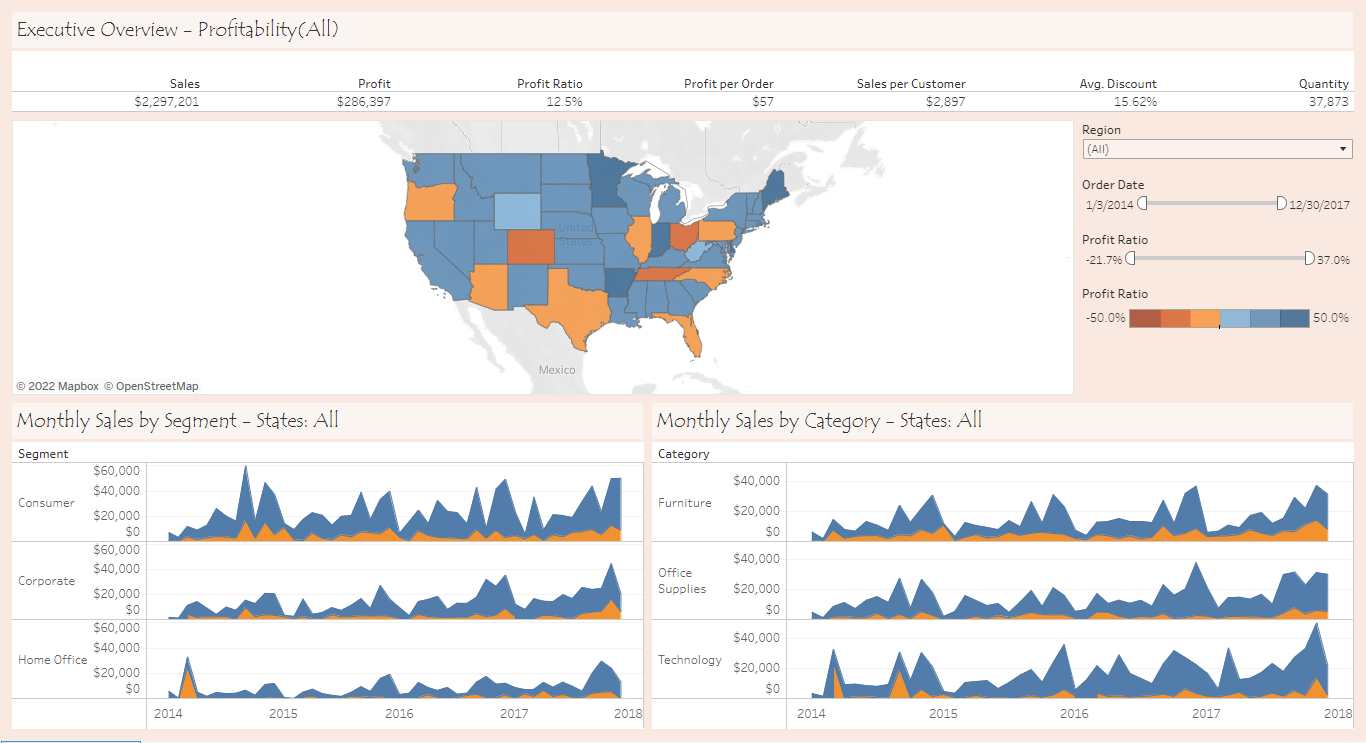 Executive Overview - Profitability(All)
Sales Profit Profit Ratio Profit per Order Sales per Customer Avg. Discount Quantity
$2,297,201 $286,397 12.5% $57 $2,897 15.62% 37,873
United
States
Mexico
© 2022 Mapbox © OpenStreetMap
Region
(All)
Order Date
1/3/2014 12/30/2017
Profit Ratio
-21.7% 37.0%
Profit Ratio
-50.0% 50.0%
Monthly Sales by Segment - States: All
Segment
Consumer
$60,000
$40,000
$20,000
$0
Corporate
$60,000
$40,000
$20,000
$0
Home Office
$60,000
$40,000
$20,000
$0
2014 2015 2016 2017 2018
Monthly Sales by Category - States: All
Category
Furniture
$40,000
$20,000
$0
Office
Supplies
$40,000
$20,000
$0
Technology
$40,000
$20,000
$0
2014 2015 2016 2017 2018